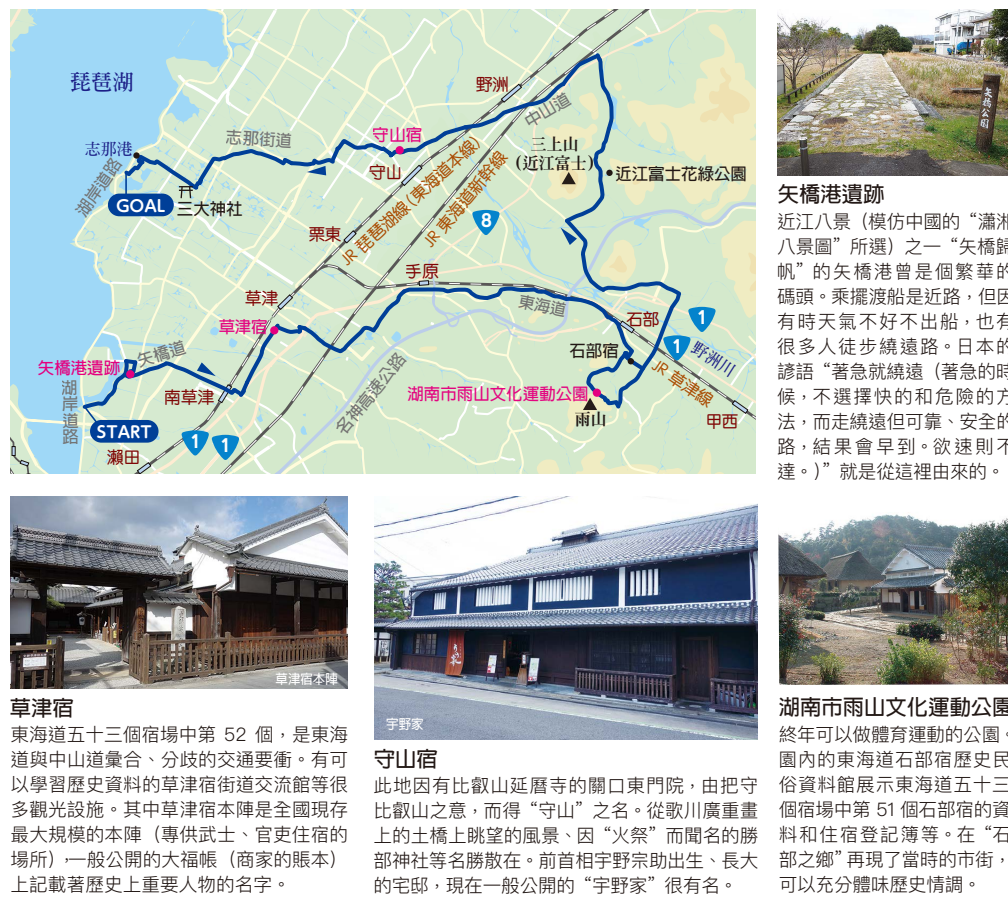 琵琶湖
野洲
中山道
志那街道
守山宿
守山
志那港
湖岸道路
三上山
(近江富士)
近江富士花綠公園
GOAL
三大神社
JR 琵琶湖線(東海道本線)
JR 東海道新幹線
8
栗東
手原
草津
東海道
草津宿
石部
1
1
野洲川
矢橋道
矢橋港遺跡
石部宿
湖岸道路
南草津
名神高速公路
湖南市雨山文化運動公園
JR 草津線
雨山
甲西
START
瀨田
1
1
矢橋公園
矢橋港遺跡
近江八景（模仿中國的“瀟湘
八景圖”所選）之一“矢橋歸
帆”的矢橋港曾是個繁華的
碼頭。乘擺渡船是近路，但因
有時天氣不好不出船，也有
很多人徒步繞遠路。日本的
諺語“著急就繞遠（著急的時
候，不選擇快的和危險的方
法，而走繞遠但可靠、安全的
路，結果會早到。欲速則不
達。）”就是從這裡由來的。
草津宿本陣
草津宿
東海道五十三個宿場中第 52 個，是東海
道與中山道彙合、分歧的交通要衝。有可
以學習歷史資料的草津宿街道交流館等很
多觀光設施。其中草津宿本陣是全國現存
最大規模的本陣（專供武士、官吏住宿的
場所），一般公開的大福帳（商家的賬本）
上記載著歷史上重要人物的名字。
宇野家
守山宿
此地因有比叡山延曆寺的關口東門院，由把守
比叡山之意，而得“守山”之名。從歌川廣重畫
上的土橋上眺望的風景、因“火祭”而聞名的勝
部神社等名勝散在。前首相宇野宗助出生、長大
的宅邸，現在一般公開的“宇野家”很有名。
湖南市雨山文化運動公園
終年可以做體育運動的公園。
園內的東海道石部宿歷史民
俗資料館展示東海道五十三
個宿場中第 51 個石部宿的資
料和住宿登記簿等。在“石
部之鄉”再現了當時的市街，
可以充分體味歷史情調。